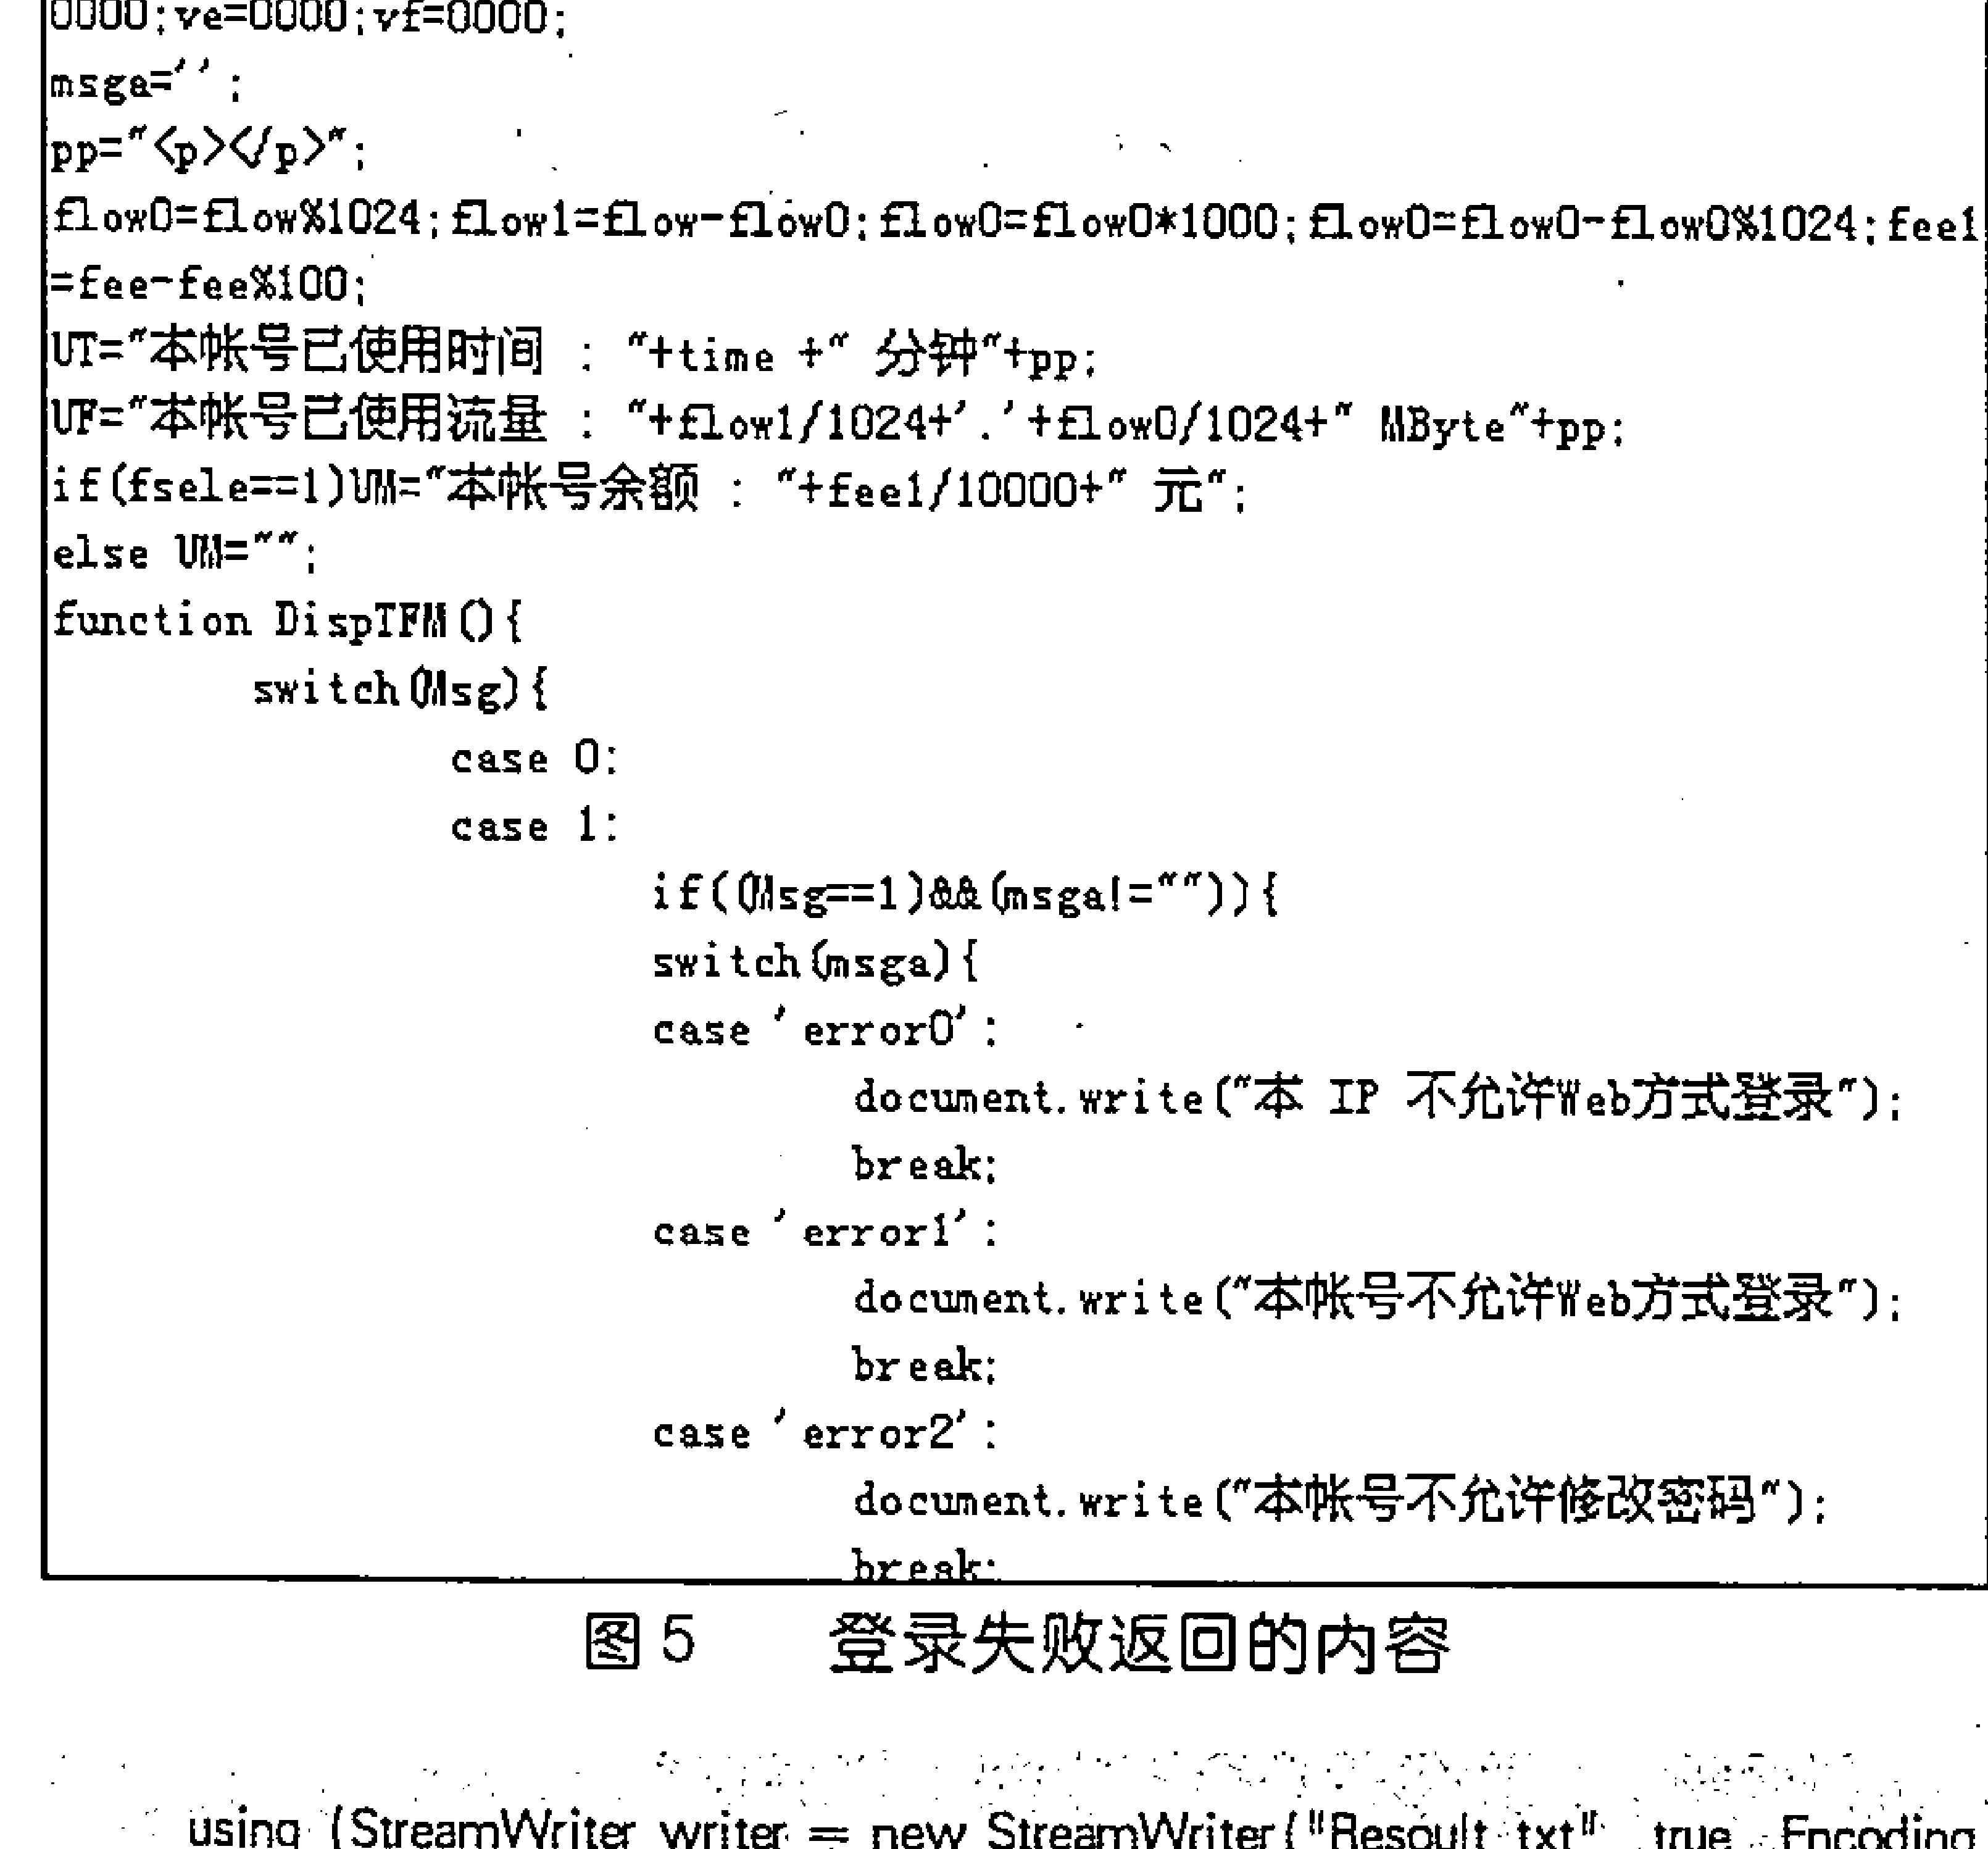 0000;ve=0000;vf=0000;
msga='';
pp="<p></p>";
flow0=flow%1024;flow1=flow-flow0;flow0=flow0*1000;flow0=flow0-flow0%1024;fee1
=fee-fee%100;
UT="本帐号已使用时间 : "+time +" 分钟"+pp;
UF="本帐号已使用流量 : "+flow1/1024+'.'+flow0/1024+" MByte"+pp;
if(fsele==1)UM="本帐号余额 : "+fee1/10000+" 元";
else UM="";
function DispTFM(){
switch(Msg){
case 0:
case 1:
if((Msg==1)&&(msga!="")){
switch(msga){
case 'error0':
document.write("本 IP 不允许Web方式登录");
break;
case 'error1':
document.write("本帐号不允许Web方式登录");
break;
case 'error2':
document.write("本帐号不允许修改密码");
break;
图5 登录失败返回的内容
using (StreamWriter writer = new StreamWriter("Resoult.txt", true, Encoding